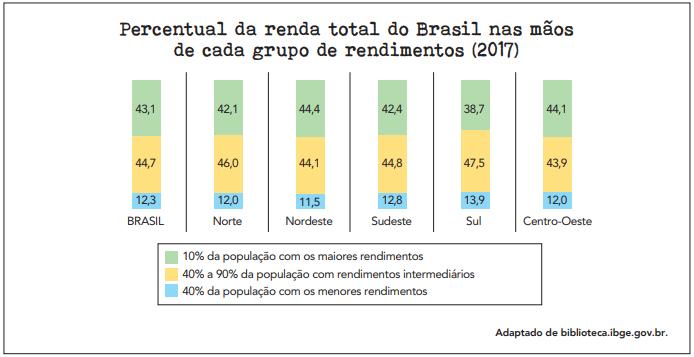 Percentual da renda total do Brasil nas mãos
de cada grupo de rendimentos (2017)
43,1 42,1 44,4 42,4 38,7 44,1
44,7 46,0 44,1 44,8 47,5 43,9
12,3 12,0 11,5 12,8 13,9 12,0
BRASIL Norte Nordeste Sudeste Sul Centro-Oeste
10% da população com os maiores rendimentos
40% a 90% da população com rendimentos intermediários
40% da população com os menores rendimentos
Adaptado de biblioteca.ibge.gov.br.